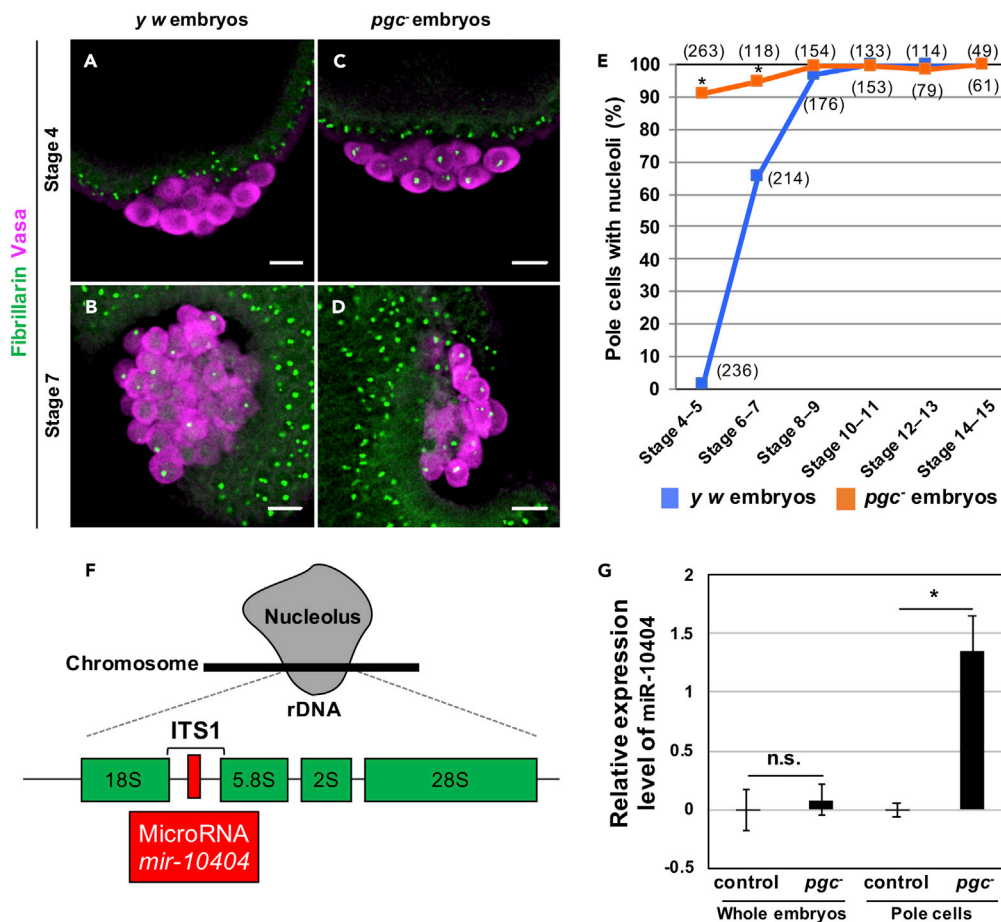 y w embryos
pgc- embryos
Fibrillarin Vasa
Stage 4
Stage 7
A
C
B
D
E
(263) (118) (154) (133) (114) (49)
* *
(176) (153) (79) (61)
(214)
(236)
Pole cells with nucleoli (%)
100
90
80
70
60
50
40
30
20
10
0
Stage 4–5
Stage 6–7
Stage 8–9
Stage 10–11
Stage 12–13
Stage 14–15
y w embryos pgc- embryos
F
Nucleolus
Chromosome
rDNA
ITS1
18S 5.8S 2S 28S
MicroRNA
mir-10404
G
Relative expression
level of miR-10404
2
1.5
1
0.5
0
-0.5
n.s.
*
control pgc- control pgc-
Whole embryos Pole cells